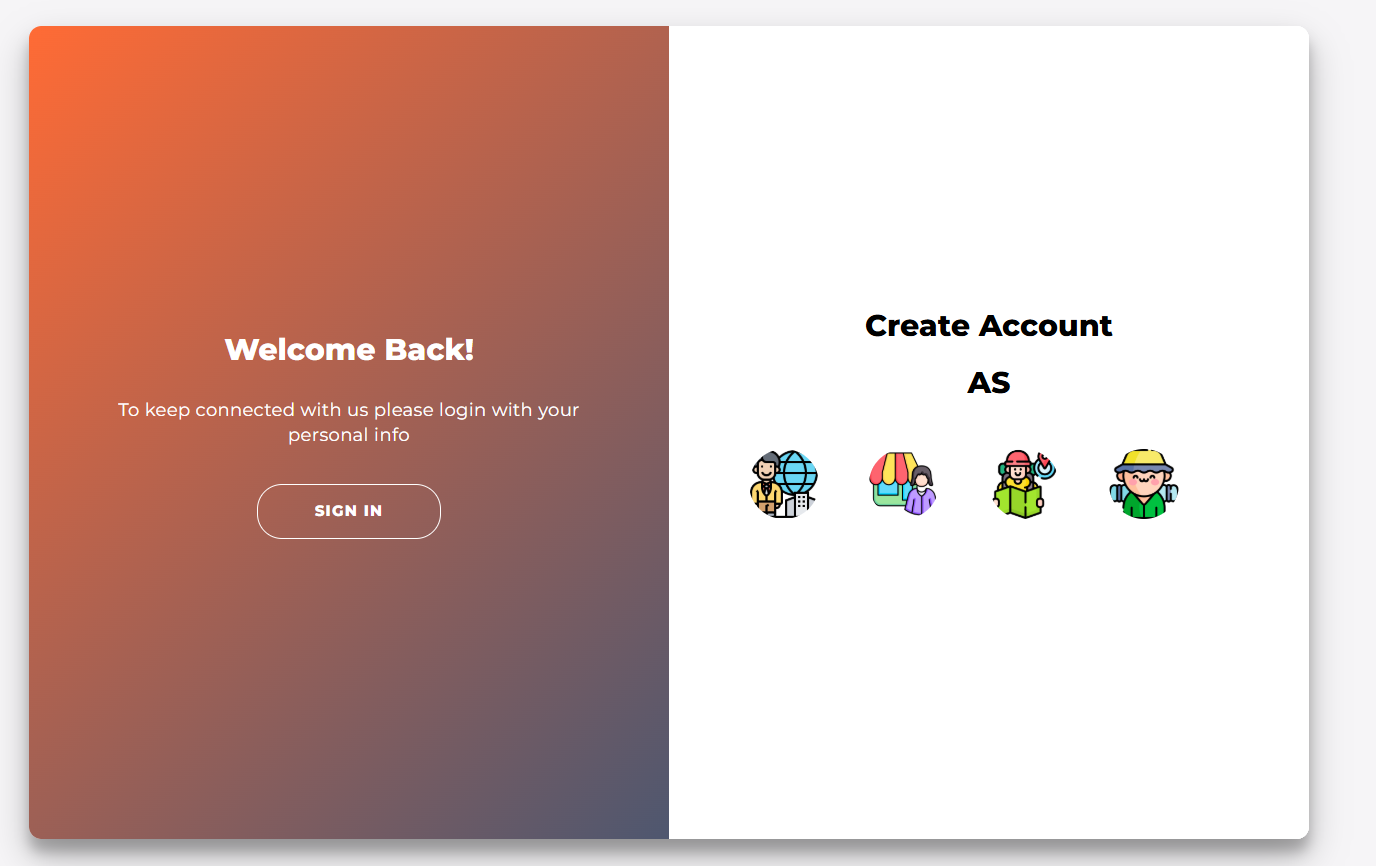 Welcome Back!
To keep connected with us please login with your
personal info
SIGN IN
Create Account
AS